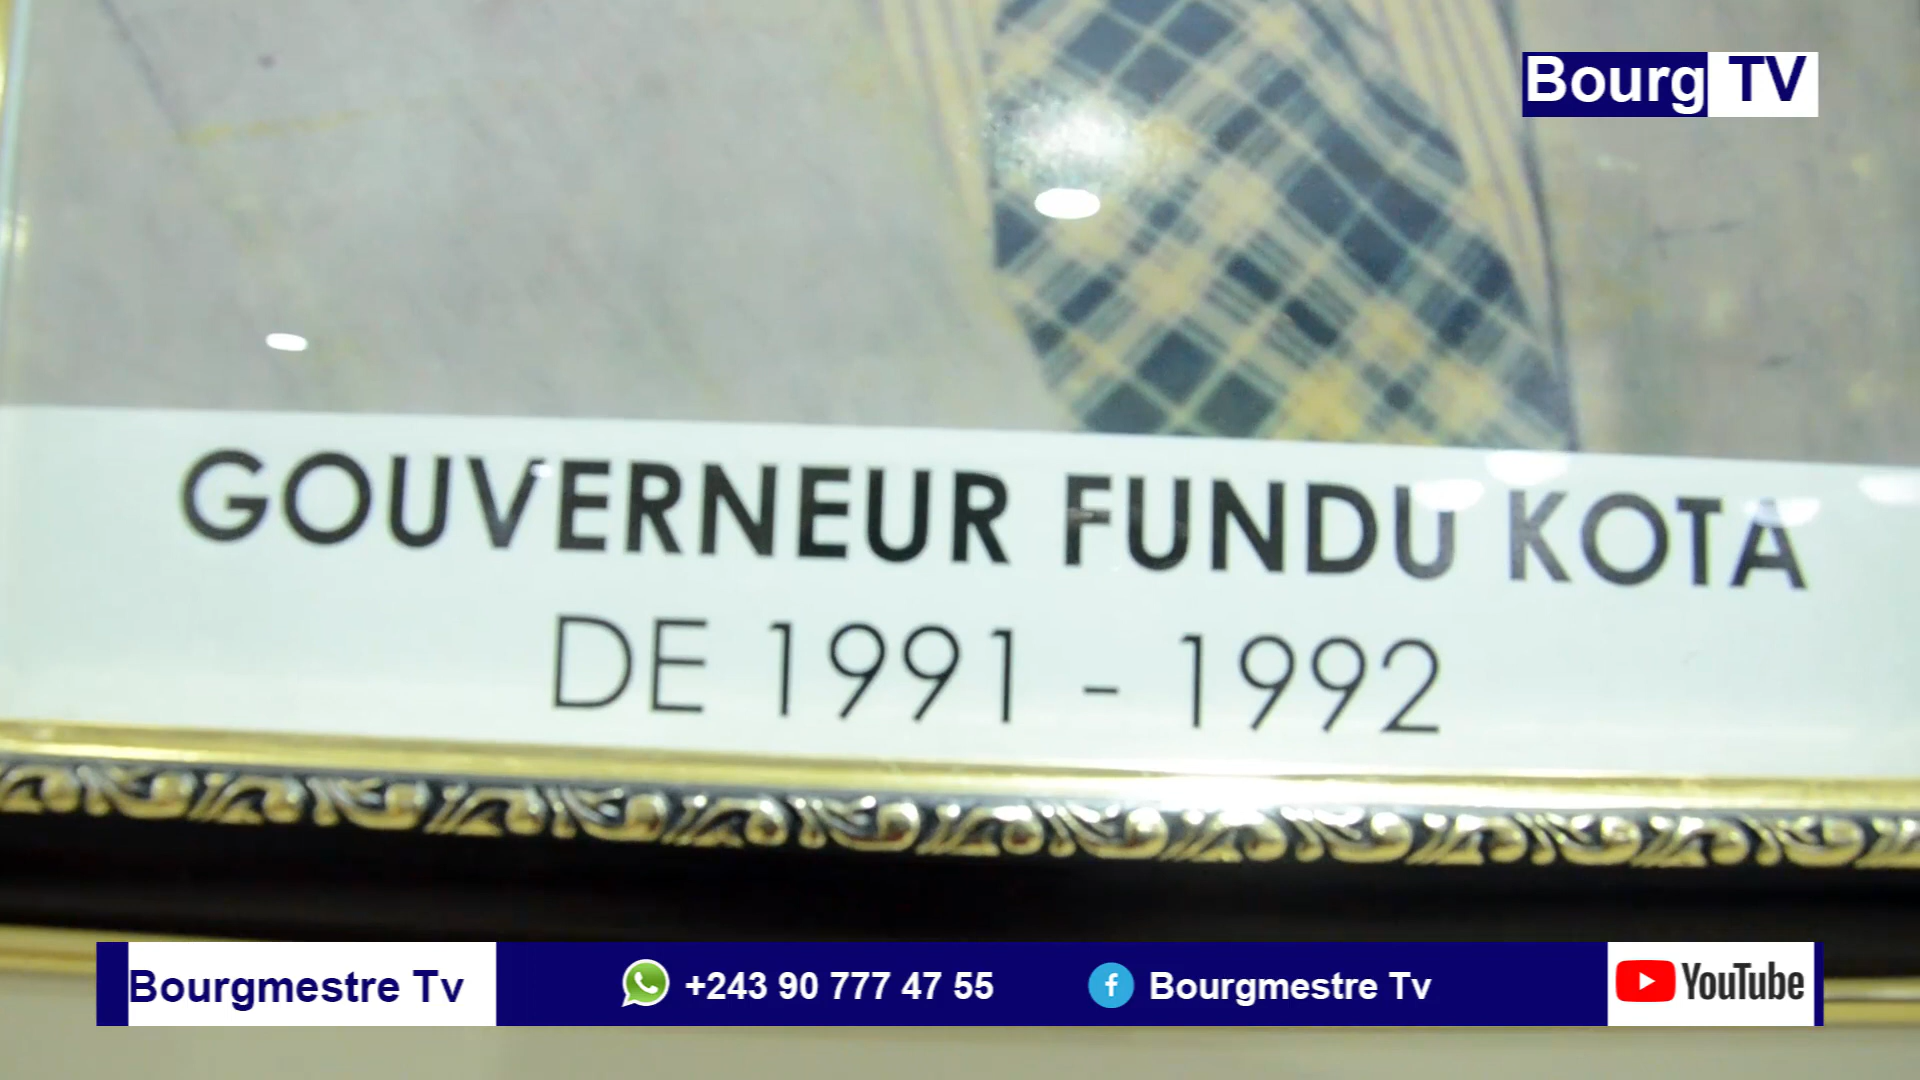 Bourg TV
GOUVERNEUR FUNDU KOTA
DE 1991 - 1992
Bourgmestre Tv
+243 90 777 47 55
Bourgmestre Tv
YouTube